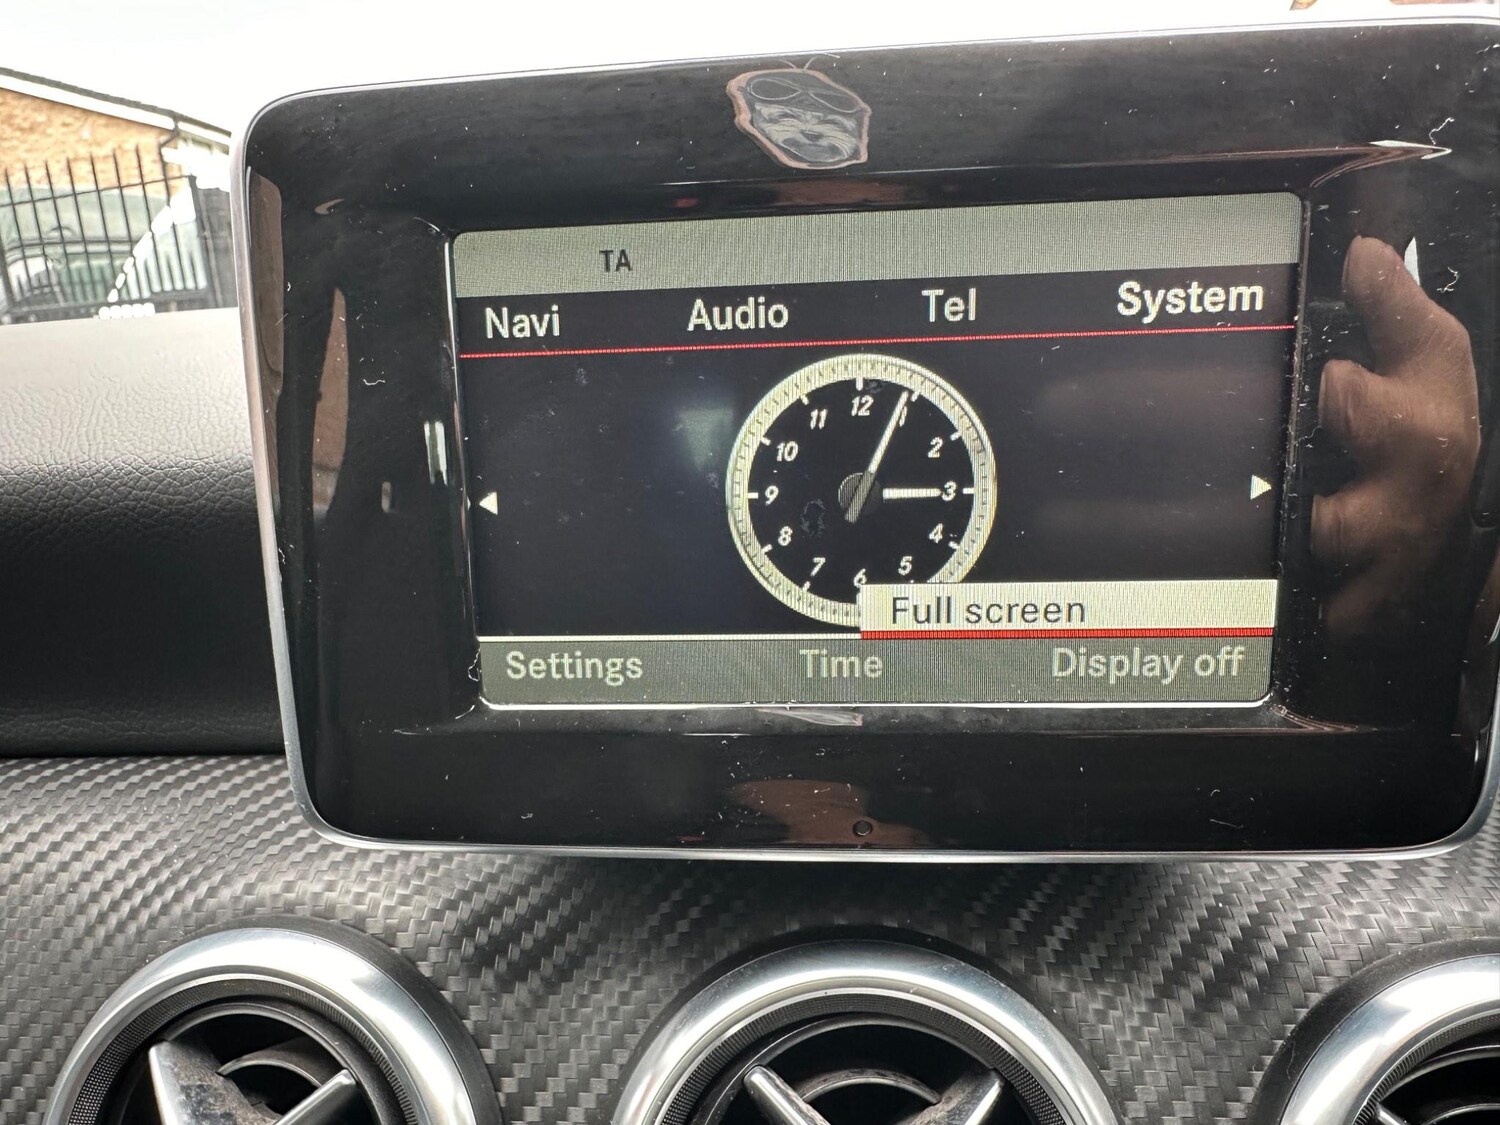 TA
Navi Audio Tel System
12
11 1
10 2
9 3
8 4
7 5
6
Full screen
Settings Time Display off